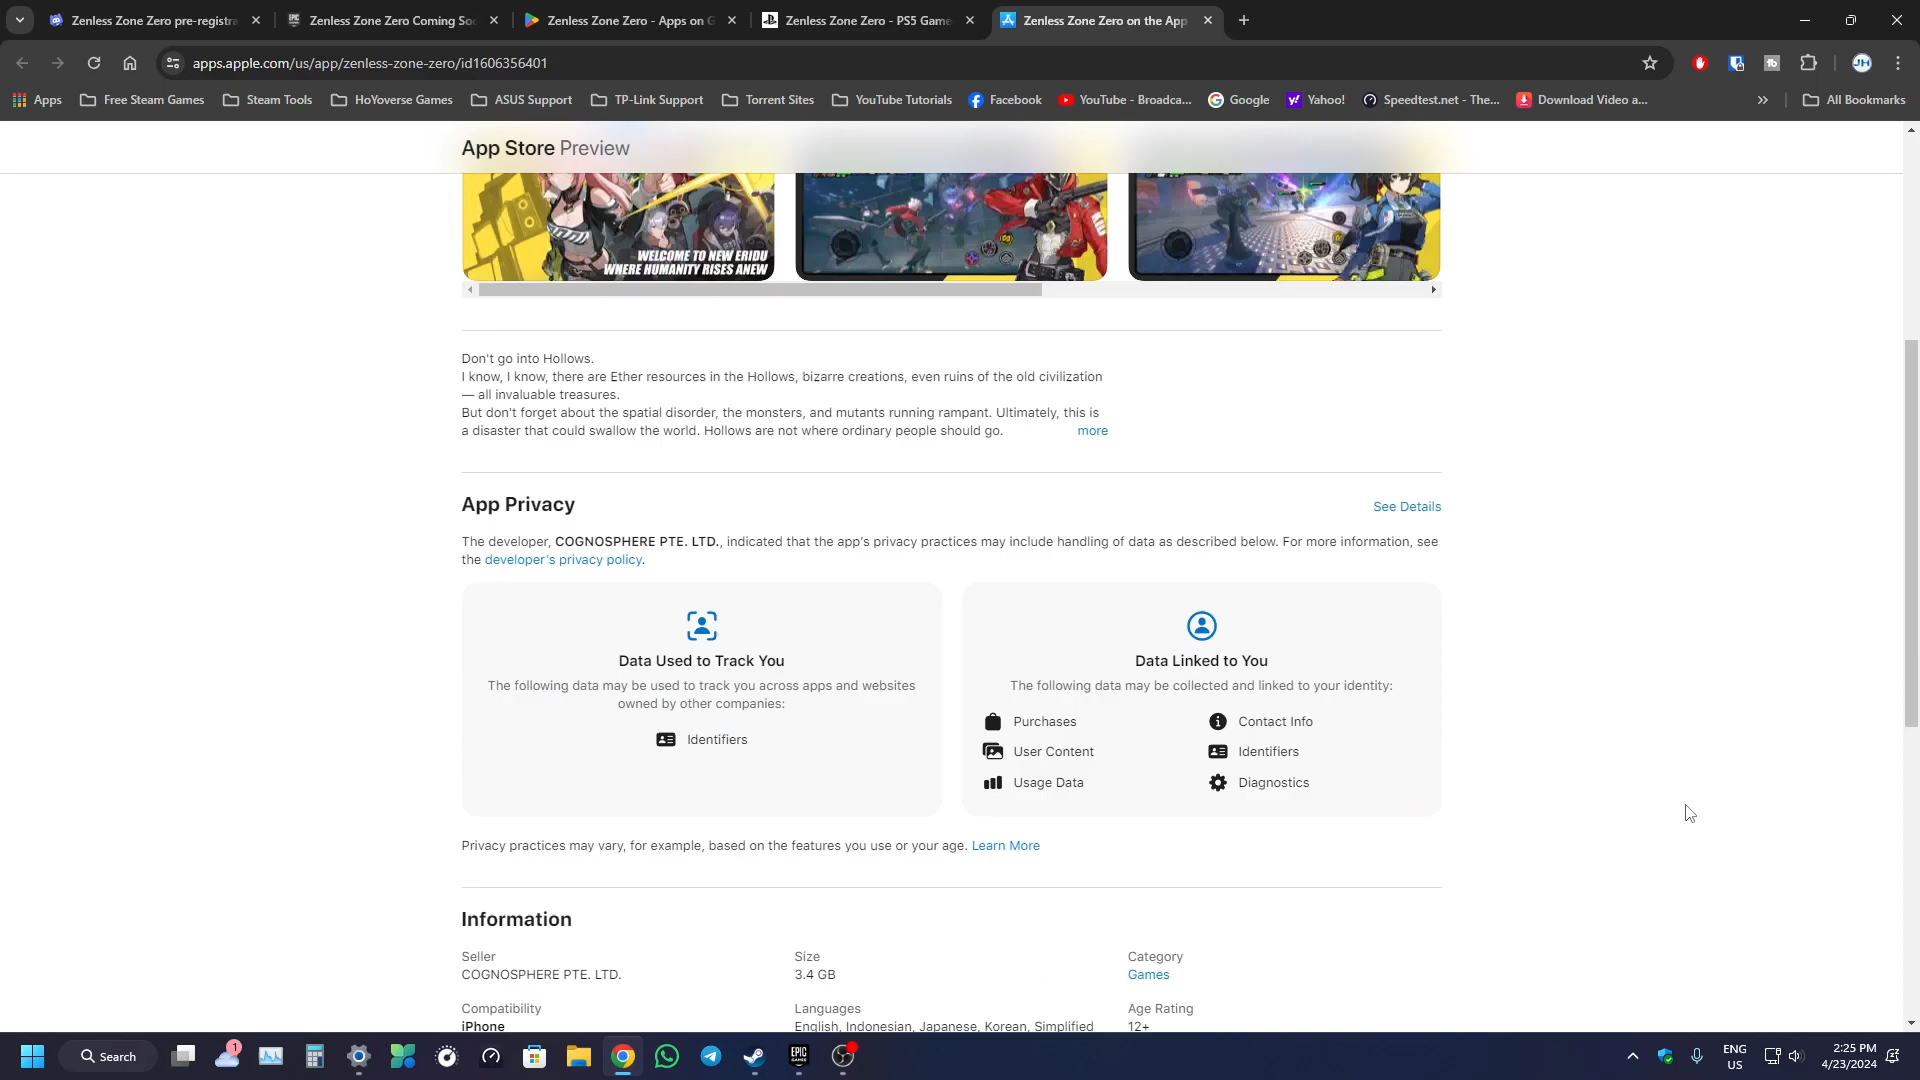 Zenless Zone Zero pre-registra
Zenless Zone Zero Coming So
Zenless Zone Zero - Apps on G
Zenless Zone Zero - PS5 Game
Zenless Zone Zero on the App
apps.apple.com/us/app/zenless-zone-zero/id1606356401
JH
Apps
Free Steam Games
Steam Tools
HoYoverse Games
ASUS Support
TP-Link Support
Torrent Sites
YouTube Tutorials
Facebook
YouTube - Broadca...
Google
Yahoo!
Speedtest.net - The...
Download Video a...
All Bookmarks
App Store Preview
WELCOME TO NEW ERIDU
WHERE HUMANITY RISES ANEW
Don't go into Hollows.
I know, I know, there are Ether resources in the Hollows, bizarre creations, even ruins of the old civilization
— all invaluable treasures.
But don't forget about the spatial disorder, the monsters, and mutants running rampant. Ultimately, this is
a disaster that could swallow the world. Hollows are not where ordinary people should go. more
App Privacy
See Details
The developer, COGNOSPHERE PTE. LTD., indicated that the app's privacy practices may include handling of data as described below. For more information, see
the developer's privacy policy.
Data Used to Track You
The following data may be used to track you across apps and websites
owned by other companies:
Identifiers
Data Linked to You
The following data may be collected and linked to your identity:
Purchases
Contact Info
User Content
Identifiers
Usage Data
Diagnostics
Privacy practices may vary, for example, based on the features you use or your age. Learn More
Information
Seller
COGNOSPHERE PTE. LTD.
Size
3.4 GB
Category
Games
Compatibility
iPhone
Languages
English, Indonesian, Japanese, Korean, Simplified
Age Rating
12+
Search
1
EPIC
GAMES
ENG
US
2:25 PM
4/23/2024